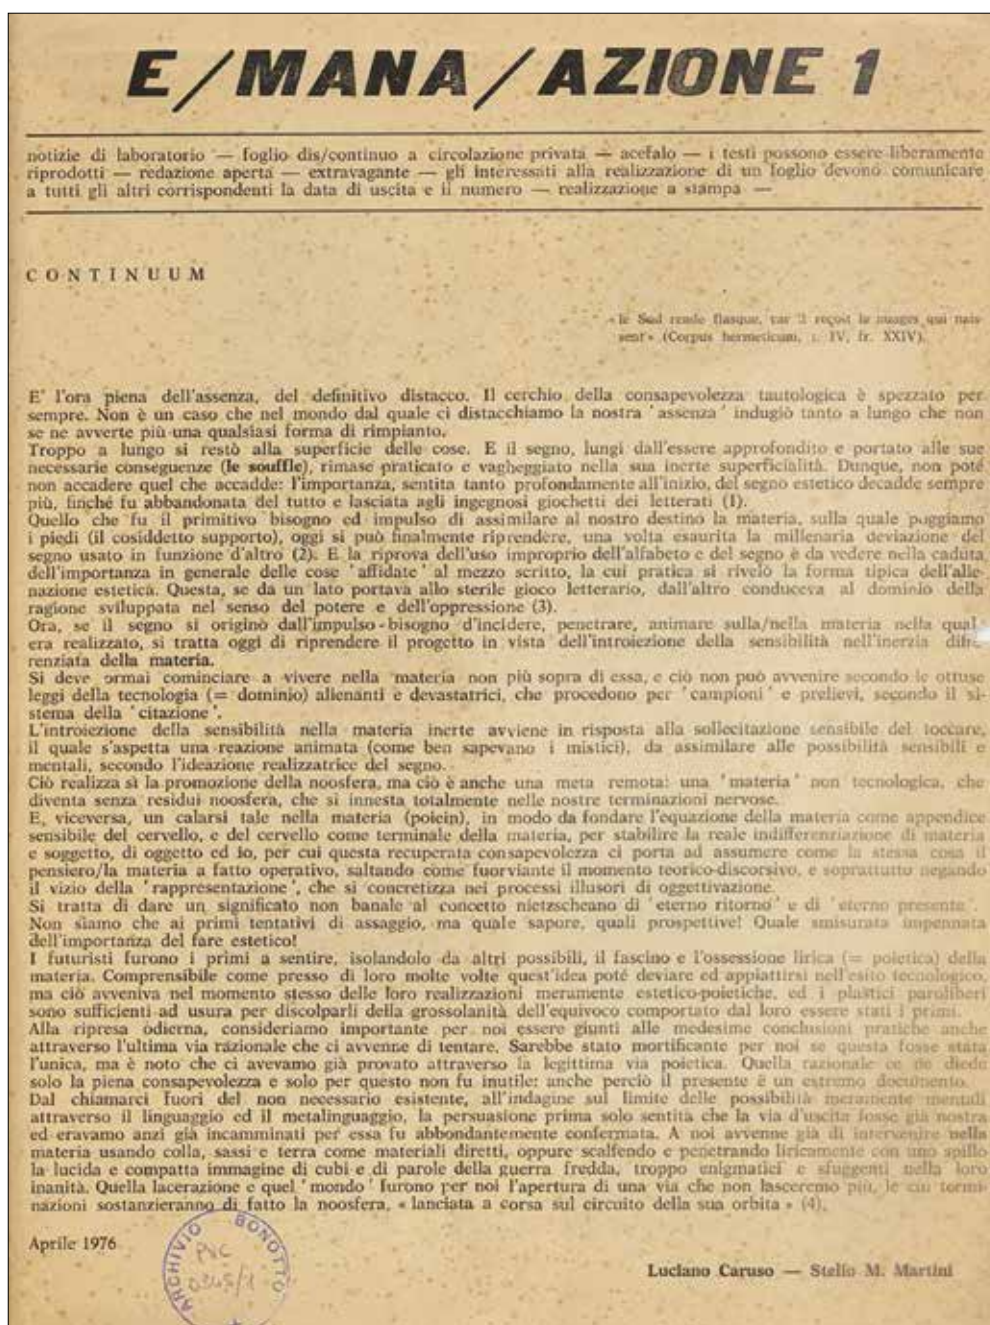 E/MANA/AZIONE 1
notizie di laboratorio — foglio dis/continuo a circolazione privata — acefalo — i testi possono essere liberamente
riprodotti — redazione aperta — extravagante — gli interessati alla realizzazione di un foglio devono comunicare
a tutti gli altri corrispondenti la data di uscita e il numero — realizzazione a stampa —
CONTINUUM
«le Sud rende flasque, car il reçoit le nuages qui nais-
sent» (Corpus hermeticum, t. IV, fr. XXIV).
E' l'ora piena dell'assenza, del definitivo distacco. Il cerchio della consapevolezza tautologica è spezzato per
sempre. Non è un caso che nel mondo dal quale ci distacchiamo la nostra 'assenza' indugiò tanto a lungo che non
se ne avverte più una qualsiasi forma di rimpianto.
Troppo a lungo si restò alla superficie delle cose. E il segno, lungi dall'essere approfondito e portato alle sue
necessarie conseguenze (le souffle), rimase praticato e vagheggiato nella sua inerte superficialità. Dunque, non poté
non accadere quel che accadde: l'importanza, sentita tanto profondamente all'inizio, del segno estetico decadde sempre
più, finché fu abbandonata del tutto e lasciata agli ingegnosi giochetti dei letterati (1).
Quello che fu il primitivo bisogno ed impulso di assimilare al nostro destino la materia, sulla quale poggiamo
i piedi (il cosiddetto supporto), oggi si può finalmente riprendere, una volta esaurita la millenaria deviazione del
segno usato in funzione d'altro (2). E la riprova dell'uso improprio dell'alfabeto e del segno è da vedere nella caduta
dell'importanza in generale delle cose 'affidate' al mezzo scritto, la cui pratica si rivelò la forma tipica dell'alie-
nazione estetica. Questa, se da un lato portava allo sterile gioco letterario, dall'altro conduceva al dominio della
ragione sviluppata nel senso del potere e dell'oppressione (3).
Ora, se il segno si originò dall'impulso-bisogno d'incidere, penetrare, animare sulla/nella materia nella qual
era realizzato, si tratta oggi di riprendere il progetto in vista dell'introiezione della sensibilità nell'inerzia diffe-
renziata della materia.
Si deve ormai cominciare a vivere nella materia non più sopra di essa, e ciò non può avvenire secondo le ottuse
leggi della tecnologia (= dominio) alienanti e devastatrici, che procedono per 'campioni' e prelievi, secondo il si-
stema della 'citazione'.
L'introiezione della sensibilità nella materia inerte avviene in risposta alla sollecitazione sensibile del toccare,
il quale s'aspetta una reazione animata (come ben sapevano i mistici), da assimilare alle possibilità sensibili e
mentali, secondo l'ideazione realizzatrice del segno.
Ciò realizza sì la promozione della noosfera, ma ciò è anche una meta remota: una 'materia' non tecnologica, che
diventa senza residui noosfera, che si innesta totalmente nelle nostre terminazioni nervose.
E, viceversa, un calarsi tale nella materia (poiein), in modo da fondare l'equazione della materia come appendice
sensibile del cervello, e del cervello come terminale della materia, per stabilire la reale indifferenziazione di materia
e soggetto, di oggetto ed io, per cui questa recuperata consapevolezza ci porta ad assumere come la stessa cosa il
pensiero/la materia a fatto operativo, saltando come fuorviante il momento teorico-discorsivo, e soprattutto negando
il vizio della 'rappresentazione', che si concretizza nei processi illusori di oggettivazione.
Si tratta di dare un significato non banale al concetto nietzscheano di 'eterno ritorno' e di 'eterno presente'.
Non siamo che ai primi tentativi di assaggio, ma quale sapore, quali prospettive! Quale smisurata impennata
dell'importanza del fare estetico!
I futuristi furono i primi a sentire, isolandolo da altri possibili, il fascino e l'ossessione lirica (= poietica) della
materia. Comprensibile come presso di loro molte volte quest'idea poté deviare ed appiattirsi nell'esito tecnologico,
ma ciò avveniva nel momento stesso delle loro realizzazioni meramente estetico-poietiche, ed i plastici paroliberi
sono sufficienti ad usura per discolparli della grossolanità dell'equivoco comportato dal loro essere stati i primi.
Alla ripresa odierna, consideriamo importante per noi essere giunti alle medesime conclusioni pratiche anche
attraverso l'ultima via razionale che ci avvenne di tentare. Sarebbe stato mortificante per noi se questa fosse stata
l'unica, ma è noto che ci avevamo già provato attraverso la legittima via poietica. Quella razionale ce ne diede
solo la piena consapevolezza e solo per questo non fu inutile: anche perciò il presente è un estremo documento.
Dal chiamarci fuori del non necessario esistente, all'indagine sul limite delle possibilità meramente mentali
attraverso il linguaggio ed il metalinguaggio, la persuasione prima solo sentita che la via d'uscita fosse già nostra
ed eravamo anzi già incamminati per essa fu abbondantemente confermata. A noi avvenne già di intervenire nella
materia usando colla, sassi e terra come materiali diretti, oppure scalfendo e penetrando liricamente con uno spillo
la lucida e compatta immagine di cubi e di parole della guerra fredda, troppo enigmatici e sfuggenti nella loro
inanità. Quella lacerazione e quel 'mondo' furono per noi l'apertura di una via che non lasceremo più, le cui termi-
nazioni sostanzieranno di fatto la noosfera, «lanciata a corsa sul circuito della sua orbita» (4).
Aprile 1976
ARCHIVIO BONOTTO
PVC
0345/1
Luciano Caruso — Stelio M. Martini